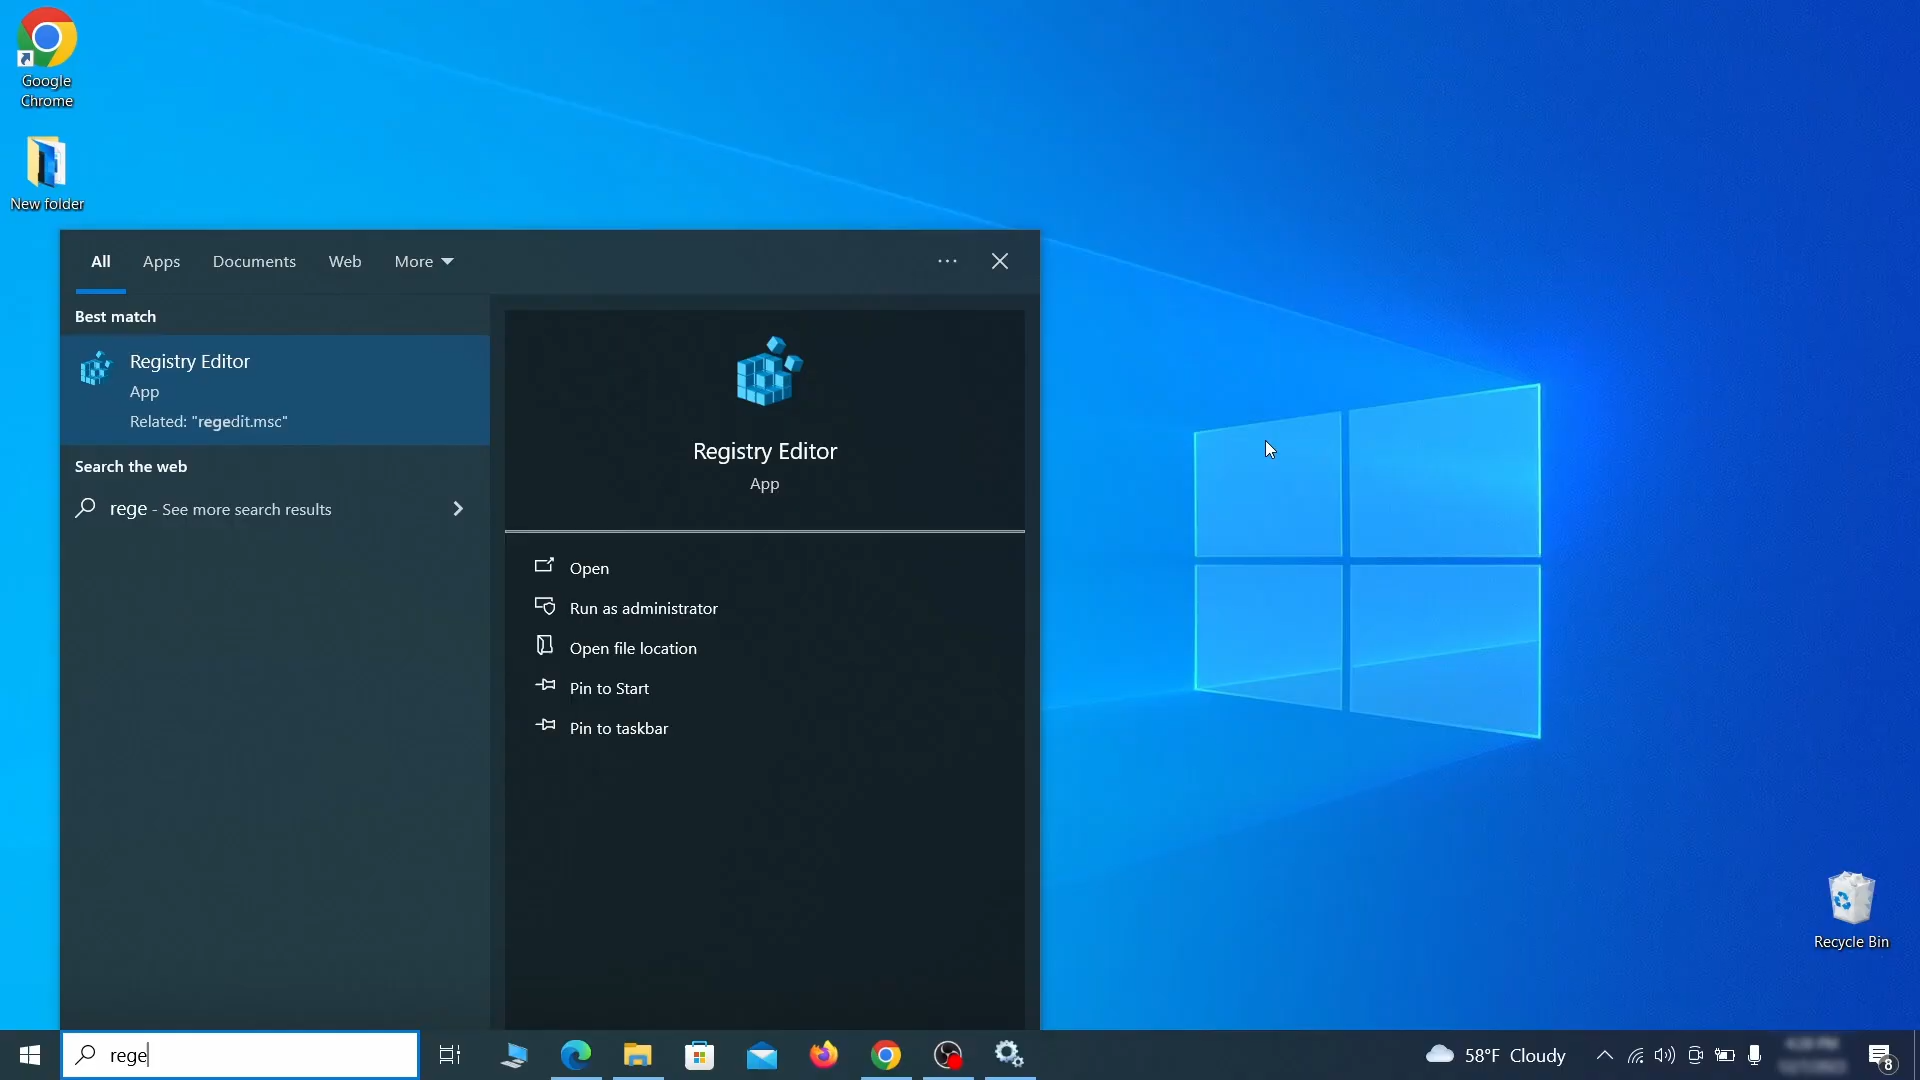 Google
Chrome
New folder
All Apps Documents Web More
Best match
Registry Editor
App
Related: "regedit.msc"
Search the web
rege - See more search results
Registry Editor
App
Open
Run as administrator
Open file location
Pin to Start
Pin to taskbar
Recycle Bin
rege
58°F Cloudy
8